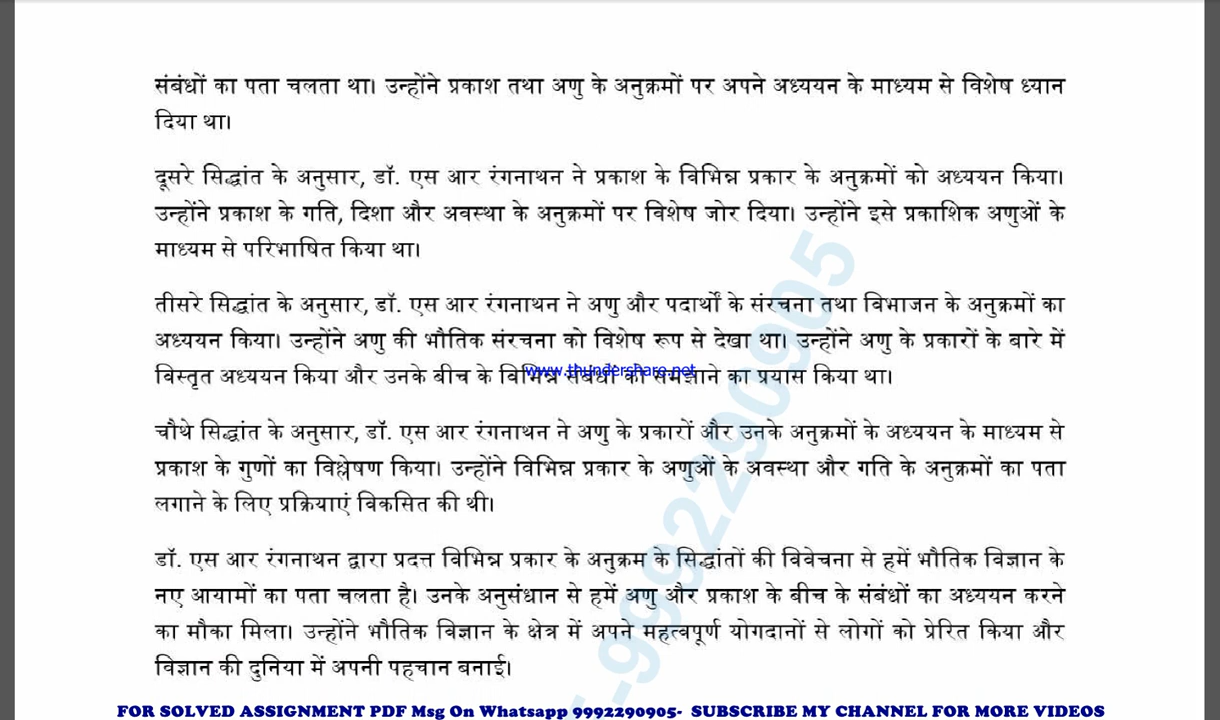 संबंधों का पता चलता था। उन्होंने प्रकाश तथा अणु के अनुक्रमों पर अपने अध्ययन के माध्यम से विशेष ध्यान
दिया था।
दूसरे सिद्धांत के अनुसार, डॉ. एस आर रंगनाथन ने प्रकाश के विभिन्न प्रकार के अनुक्रमों को अध्ययन किया।
उन्होंने प्रकाश के गति, दिशा और अवस्था के अनुक्रमों पर विशेष जोर दिया। उन्होंने इसे प्रकाशिक अणुओं के
माध्यम से परिभाषित किया था।
तीसरे सिद्धांत के अनुसार, डॉ. एस आर रंगनाथन ने अणु और पदार्थों के संरचना तथा विभाजन के अनुक्रमों का
अध्ययन किया। उन्होंने अणु की भौतिक संरचना को विशेष रूप से देखा था। उन्होंने अणु के प्रकारों के बारे में
विस्तृत अध्ययन किया और उनके बीच के विभिन्न संबंधों को समझाने का प्रयास किया था।
www.thundershare.net
चौथे सिद्धांत के अनुसार, डॉ. एस आर रंगनाथन ने अणु के प्रकारों और उनके अनुक्रमों के अध्ययन के माध्यम से
प्रकाश के गुणों का विश्लेषण किया। उन्होंने विभिन्न प्रकार के अणुओं के अवस्था और गति के अनुक्रमों का पता
लगाने के लिए प्रक्रियाएं विकसित की थी।
डॉ. एस आर रंगनाथन द्वारा प्रदत्त विभिन्न प्रकार के अनुक्रम के सिद्धांतों की विवेचना से हमें भौतिक विज्ञान के
नए आयामों का पता चलता है। उनके अनुसंधान से हमें अणु और प्रकाश के बीच के संबंधों का अध्ययन करने
का मौका मिला। उन्होंने भौतिक विज्ञान के क्षेत्र में अपने महत्वपूर्ण योगदानों से लोगों को प्रेरित किया और
विज्ञान की दुनिया में अपनी पहचान बनाई।
-9992290905
FOR SOLVED ASSIGNMENT PDF Msg On Whatsapp 9992290905- SUBSCRIBE MY CHANNEL FOR MORE VIDEOS